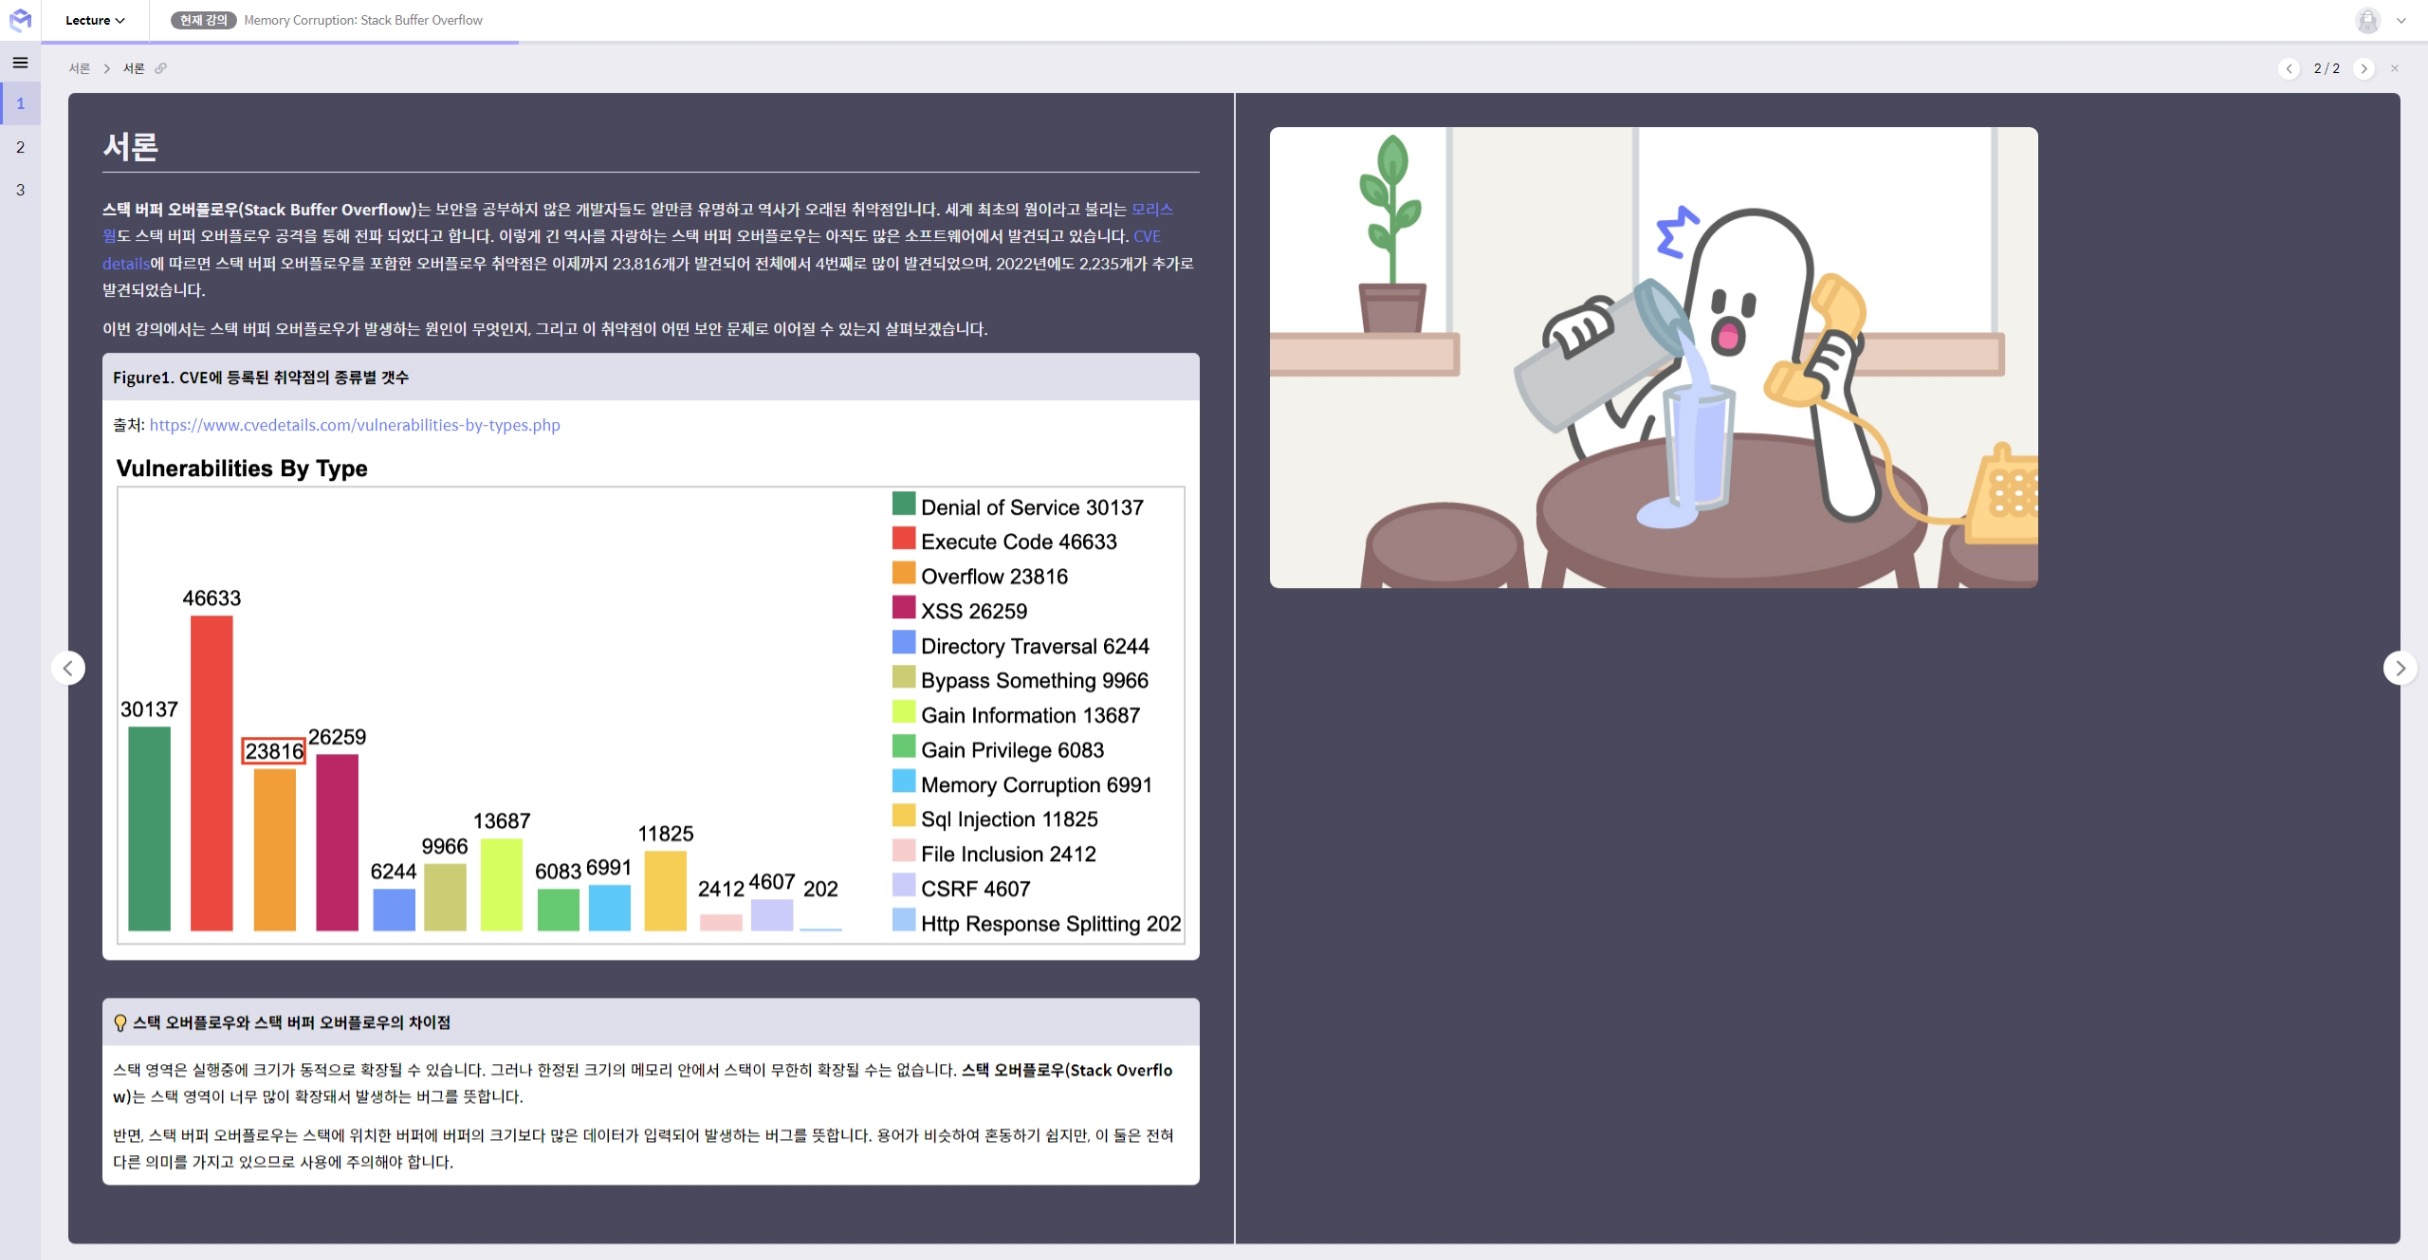 Lecture
현재 강의 Memory Corruption: Stack Buffer Overflow
서론 > 서론
2 / 2
1
2
3
서론
스택 버퍼 오버플로우(Stack Buffer Overflow)는 보안을 공부하지 않은 개발자들도 알만큼 유명하고 역사가 오래된 취약점입니다. 세계 최초의 웜이라고 불리는 모리스
웜도 스택 버퍼 오버플로우 공격을 통해 전파 되었다고 합니다. 이렇게 긴 역사를 자랑하는 스택 버퍼 오버플로우는 아직도 많은 소프트웨어에서 발견되고 있습니다. CVE
details에 따르면 스택 버퍼 오버플로우를 포함한 오버플로우 취약점은 이제까지 23,816개가 발견되어 전체에서 4번째로 많이 발견되었으며, 2022년에도 2,235개가 추가로
발견되었습니다.
이번 강의에서는 스택 버퍼 오버플로우가 발생하는 원인이 무엇인지, 그리고 이 취약점이 어떤 보안 문제로 이어질 수 있는지 살펴보겠습니다.
Figure1. CVE에 등록된 취약점의 종류별 갯수
출처: https://www.cvedetails.com/vulnerabilities-by-types.php
Vulnerabilities By Type
30137
46633
23816
26259
6244
9966
13687
6083
6991
11825
2412
4607
202
Denial of Service 30137
Execute Code 46633
Overflow 23816
XSS 26259
Directory Traversal 6244
Bypass Something 9966
Gain Information 13687
Gain Privilege 6083
Memory Corruption 6991
Sql Injection 11825
File Inclusion 2412
CSRF 4607
Http Response Splitting 202
스택 오버플로우와 스택 버퍼 오버플로우의 차이점
스택 영역은 실행중에 크기가 동적으로 확장될 수 있습니다. 그러나 한정된 크기의 메모리 안에서 스택이 무한히 확장될 수는 없습니다. 스택 오버플로우(Stack Overflo
w)는 스택 영역이 너무 많이 확장돼서 발생하는 버그를 뜻합니다.
반면, 스택 버퍼 오버플로우는 스택에 위치한 버퍼에 버퍼의 크기보다 많은 데이터가 입력되어 발생하는 버그를 뜻합니다. 용어가 비슷하여 혼동하기 쉽지만, 이 둘은 전혀
다른 의미를 가지고 있으므로 사용에 주의해야 합니다.